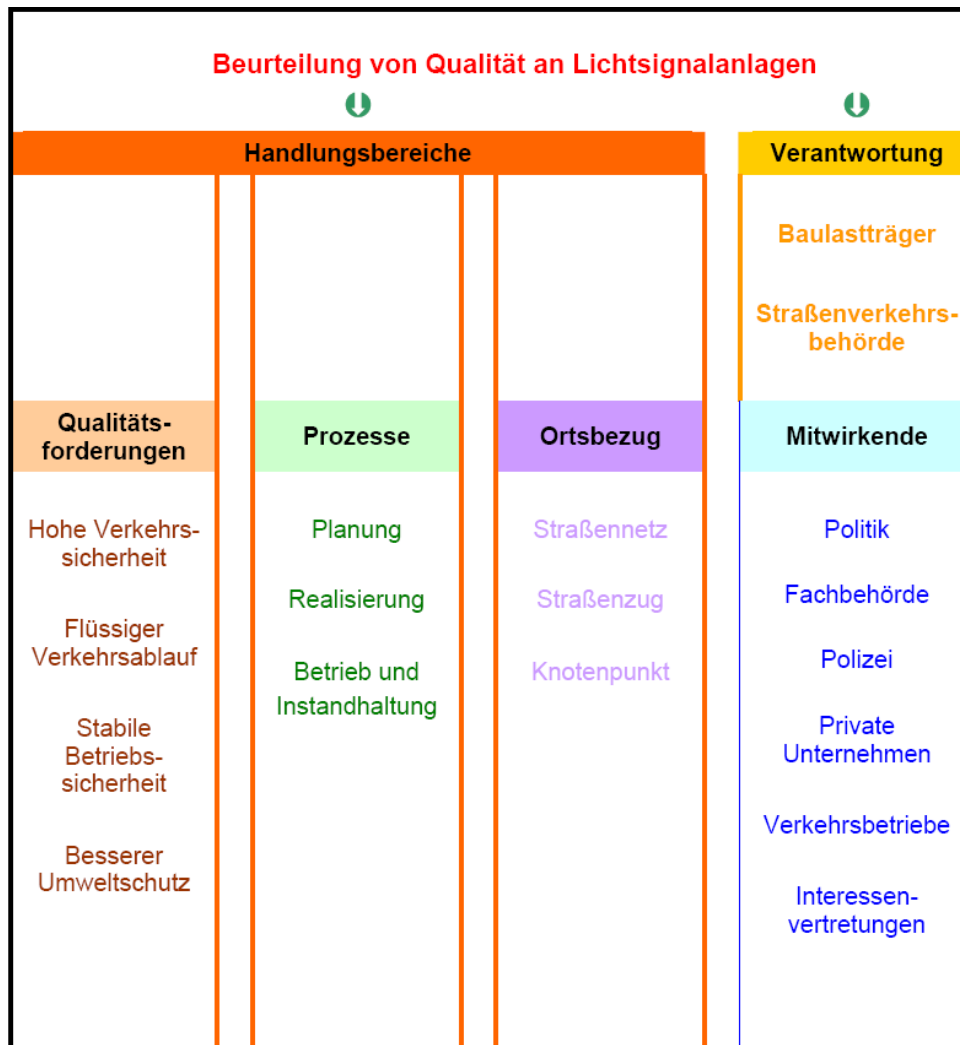 Beurteilung von Qualität an Lichtsignalanlagen
Handlungsbereiche
Verantwortung
Baulastträger
Straßenverkehrs-
behörde
Qualitäts-
forderungen
Hohe Verkehrs-
sicherheit
Flüssiger
Verkehrsablauf
Stabile
Betriebs-
sicherheit
Besserer
Umweltschutz
Prozesse
Planung
Realisierung
Betrieb und
Instandhaltung
Ortsbezug
Straßennetz
Straßenzug
Knotenpunkt
Mitwirkende
Politik
Fachbehörde
Polizei
Private
Unternehmen
Verkehrsbetriebe
Interessen-
vertretungen